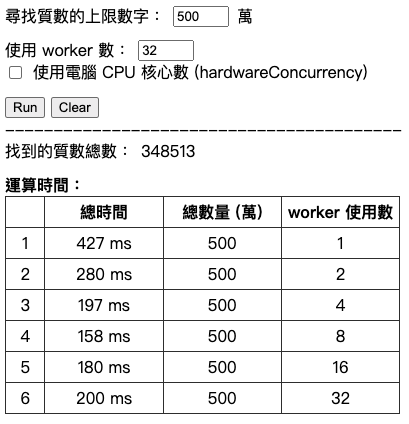 尋找質數的上限數字： 500 萬
使用 worker 數： 32
使用電腦 CPU 核心數 (hardwareConcurrency)
Run Clear
–––––––––––––––––––––––––––––––––––––––––
找到的質數總數： 348513
運算時間：
總時間 總數量 (萬) worker 使用數
1 427 ms 500 1
2 280 ms 500 2
3 197 ms 500 4
4 158 ms 500 8
5 180 ms 500 16
6 200 ms 500 32